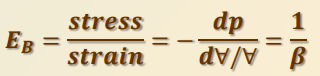 E_B = stress/strain = − dp/(d∀/∀) = 1/β